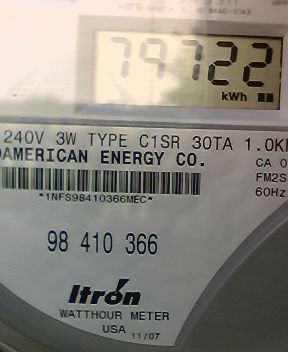 79722
kWh
240V 3W TYPE C1SR 30TA 1.0K
AMERICAN ENERGY CO.
CA 0
FM2S
60Hz
*1NFS98410366MEC*
98 410 366
Itron
WATTHOUR METER
USA 11/07